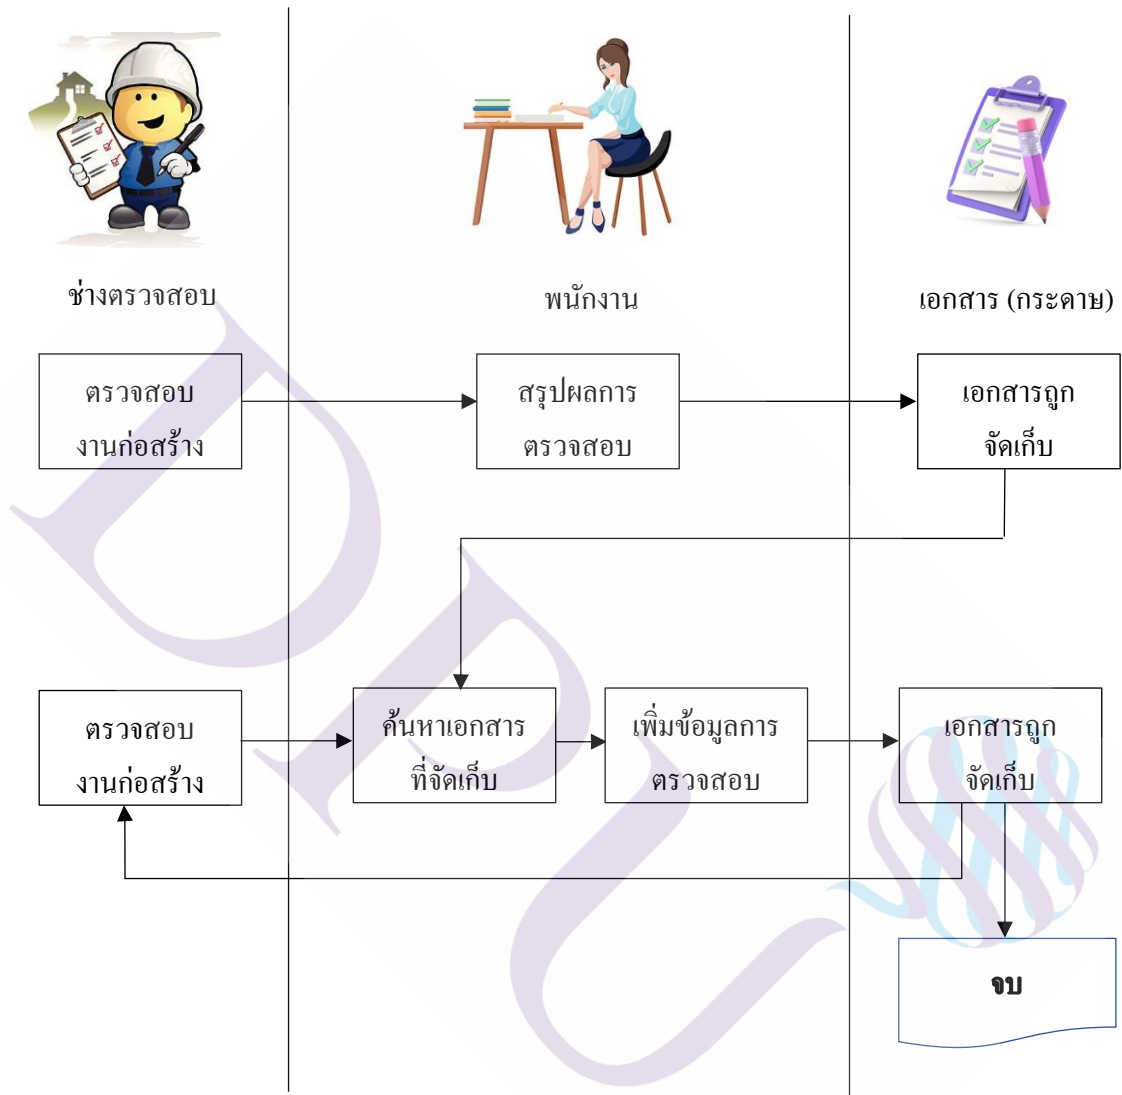 ช่างตรวจสอบ
พนักงาน
เอกสาร (กระดาษ)
ตรวจสอบ
งานก่อสร้าง
สรุปผลการ
ตรวจสอบ
เอกสารถูก
จัดเก็บ
ตรวจสอบ
งานก่อสร้าง
ค้นหาเอกสาร
ที่จัดเก็บ
เพิ่มข้อมูลการ
ตรวจสอบ
เอกสารถูก
จัดเก็บ
จบ
DPU